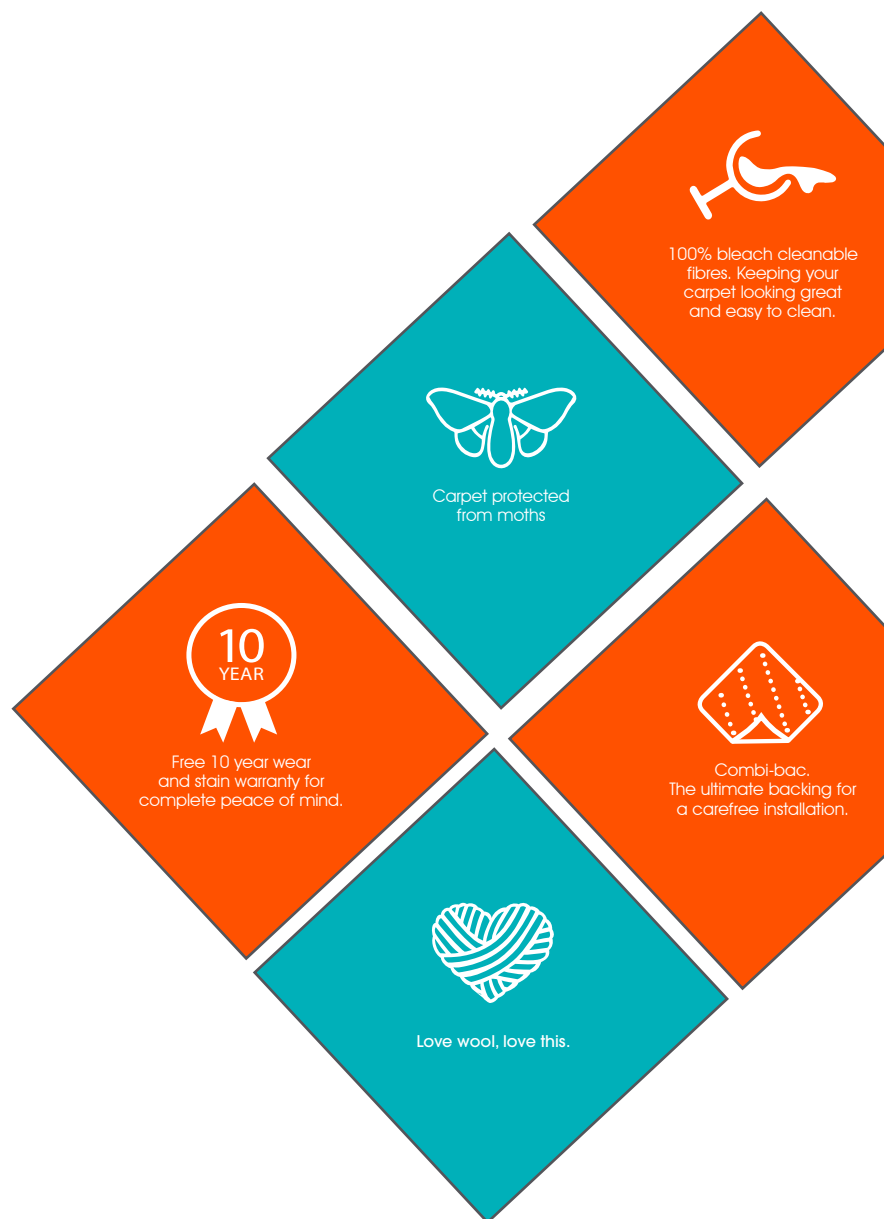 100% bleach cleanable
fibres. Keeping your
carpet looking great
and easy to clean.
Carpet protected
from moths
10
YEAR
Free 10 year wear
and stain warranty for
complete peace of mind.
Combi-bac.
The ultimate backing for
a carefree installation.
Love wool, love this.